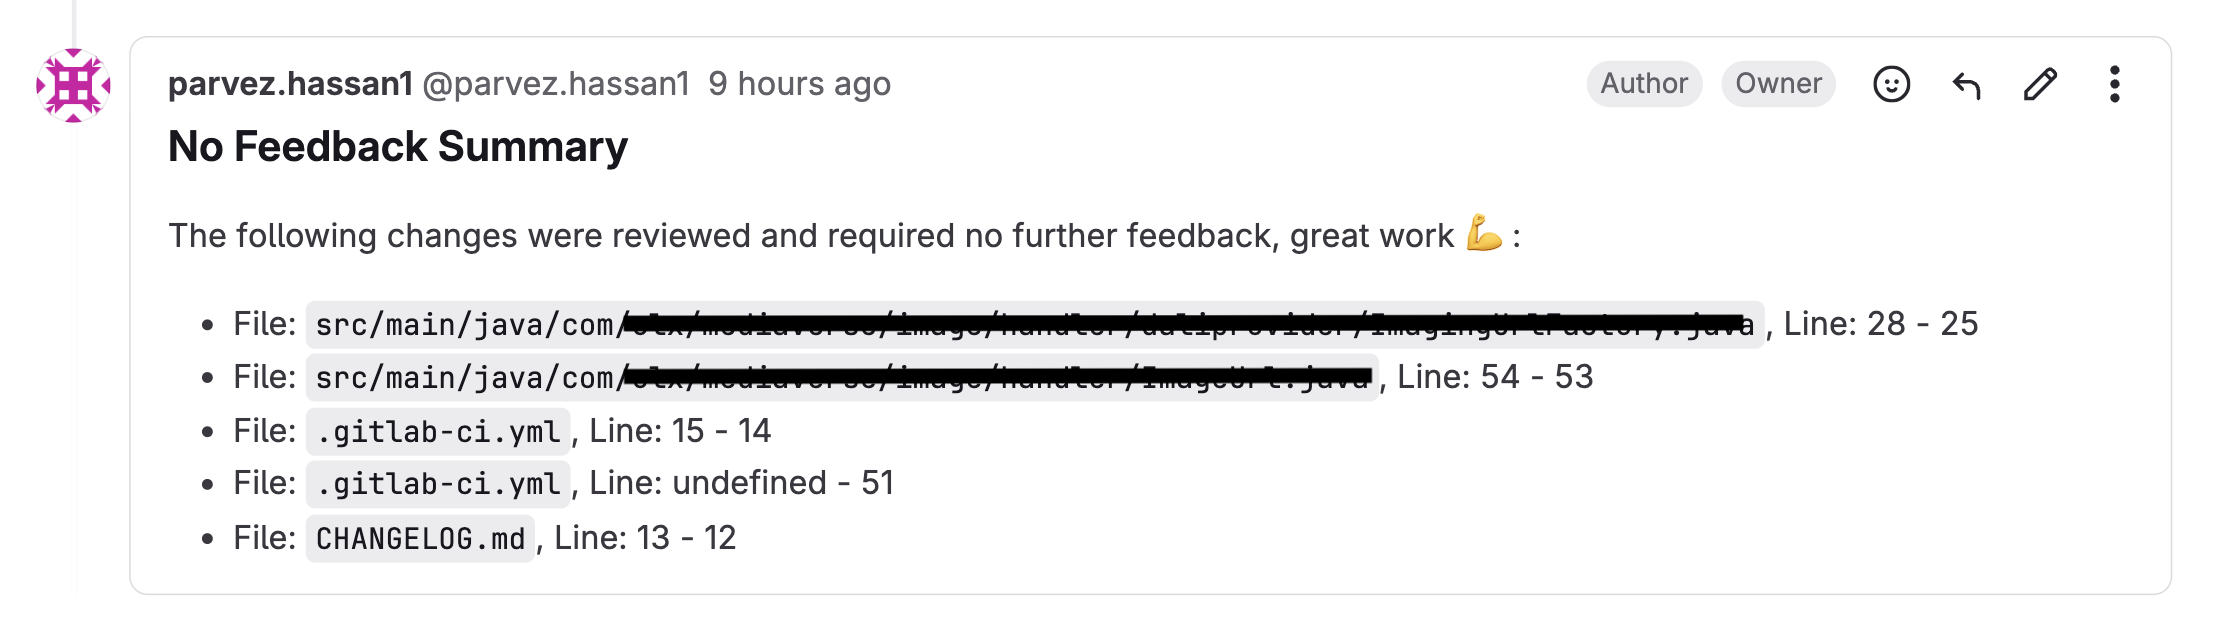 parvez.hassan1 @parvez.hassan1 9 hours ago Author Owner
No Feedback Summary
The following changes were reviewed and required no further feedback, great work 💪 :
• File: src/main/java/com/ , Line: 28 - 25
• File: src/main/java/com/ , Line: 54 - 53
• File: .gitlab-ci.yml , Line: 15 - 14
• File: .gitlab-ci.yml , Line: undefined - 51
• File: CHANGELOG.md , Line: 13 - 12